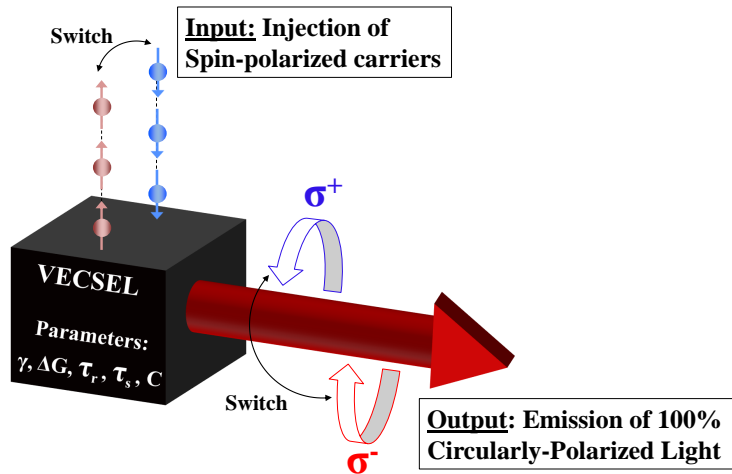 Switch
Input: Injection of
Spin-polarized carriers
σ+
VECSEL
Parameters:
γ, ΔG, τr , τs , C
Switch
σ-
Output: Emission of 100%
Circularly-Polarized Light